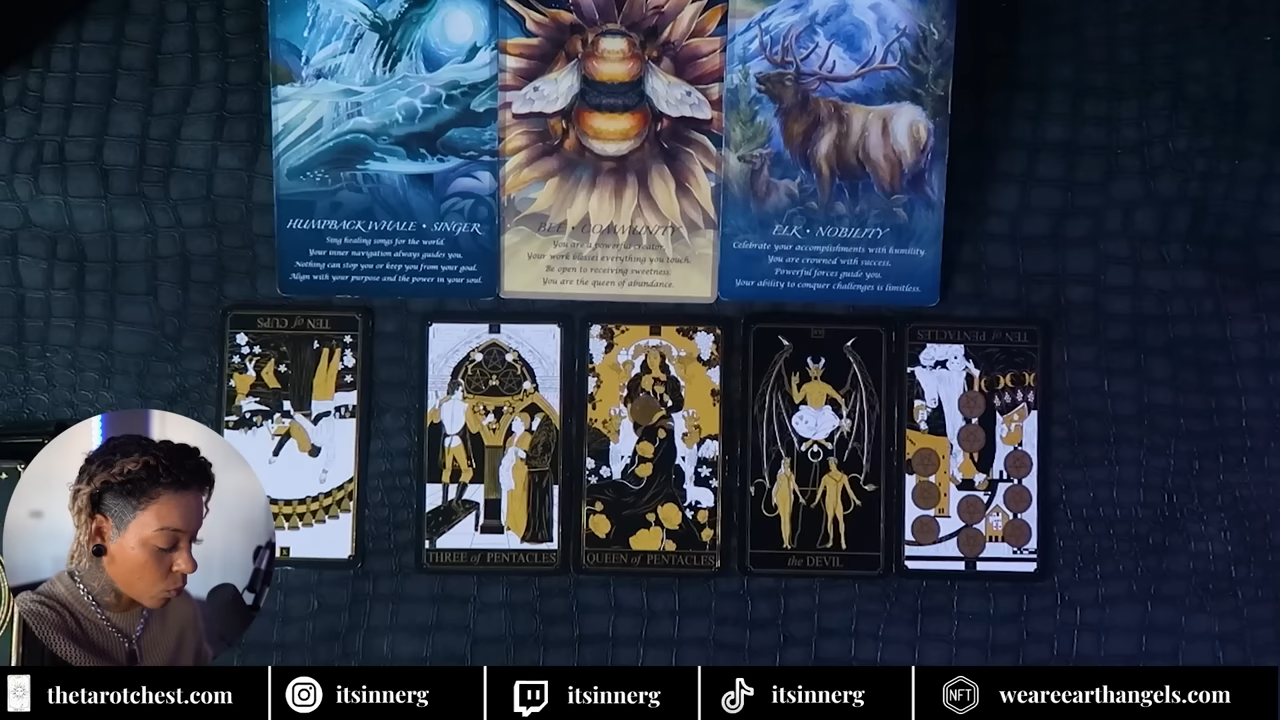 HUMPBACK WHALE • SINGER
Sing healing songs for the world.
Your inner navigation always guides you.
Nothing can stop you or keep you from your goal.
Align with your purpose and the power in your soul.
BEE • COMMUNITY
You are a powerful creator.
Your work blesses everything you touch.
Be open to receiving sweetness.
You are the queen of abundance.
ELK • NOBILITY
Celebrate your accomplishments with humility.
You are crowned with success.
Powerful forces guide you.
Your ability to conquer challenges is limitless.
TEN of CUPS
THREE of PENTACLES
QUEEN of PENTACLES
XV
the DEVIL
TEN of PENTACLES
X
thetarotchest.com
itsinnerg
itsinnerg
itsinnerg
NFT
weareearthangels.com